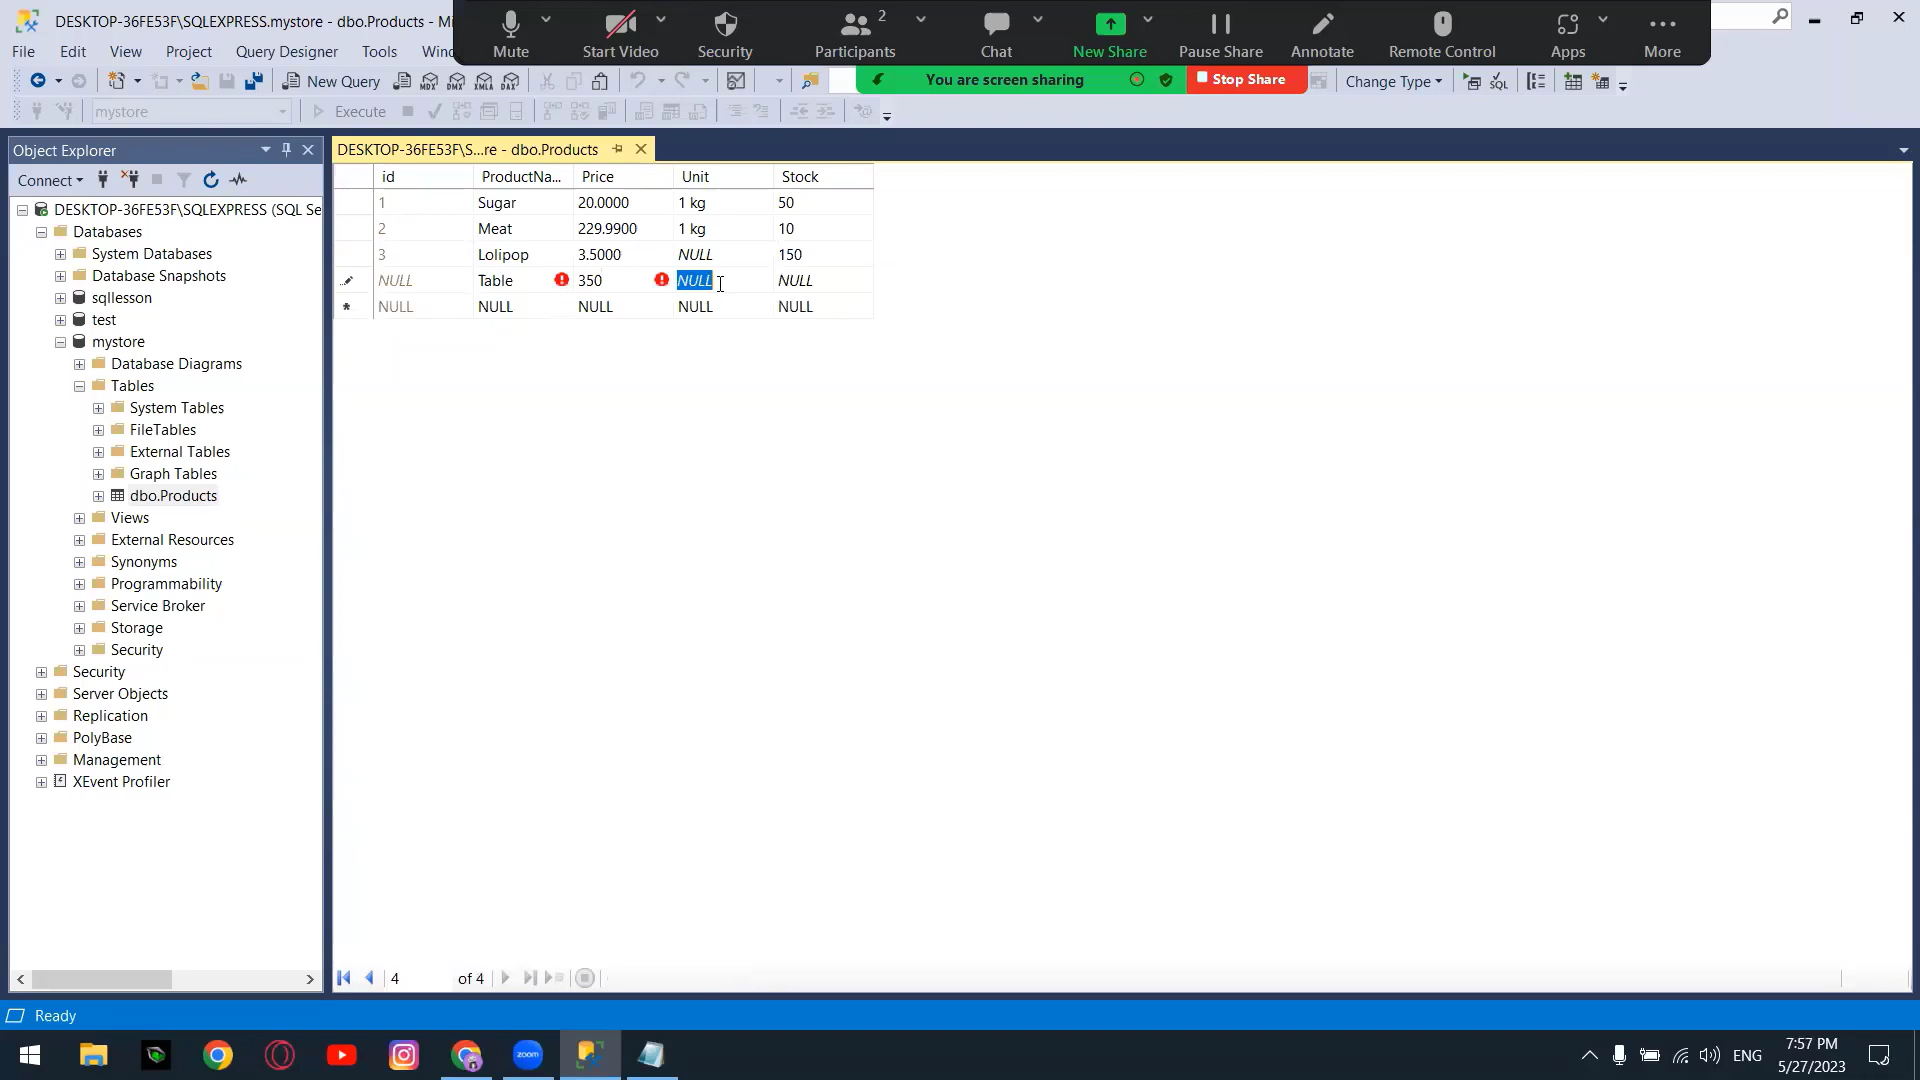 DESKTOP-36FE53F\SQLEXPRESS.mystore - dbo.Products - Mi
Mute
Start Video
Security
Participants
2
Chat
New Share
Pause Share
Annotate
Remote Control
Apps
More
File Edit View Project Query Designer Tools Wind
You are screen sharing
Stop Share
New Query
MDX DMX XMLA DAX
Change Type
SQL
mystore
Execute
Object Explorer
Connect
DESKTOP-36FE53F\SQLEXPRESS (SQL Se
Databases
System Databases
Database Snapshots
sqllesson
test
mystore
Database Diagrams
Tables
System Tables
FileTables
External Tables
Graph Tables
dbo.Products
Views
External Resources
Synonyms
Programmability
Service Broker
Storage
Security
Security
Server Objects
Replication
PolyBase
Management
XEvent Profiler
DESKTOP-36FE53F\S...re - dbo.Products
id ProductNa... Price Unit Stock
1 Sugar 20.0000 1 kg 50
2 Meat 229.9900 1 kg 10
3 Lolipop 3.5000 NULL 150
NULL Table 350 NULL NULL
* NULL NULL NULL NULL NULL
4 of 4
Ready
zoom
ENG
7:57 PM
5/27/2023